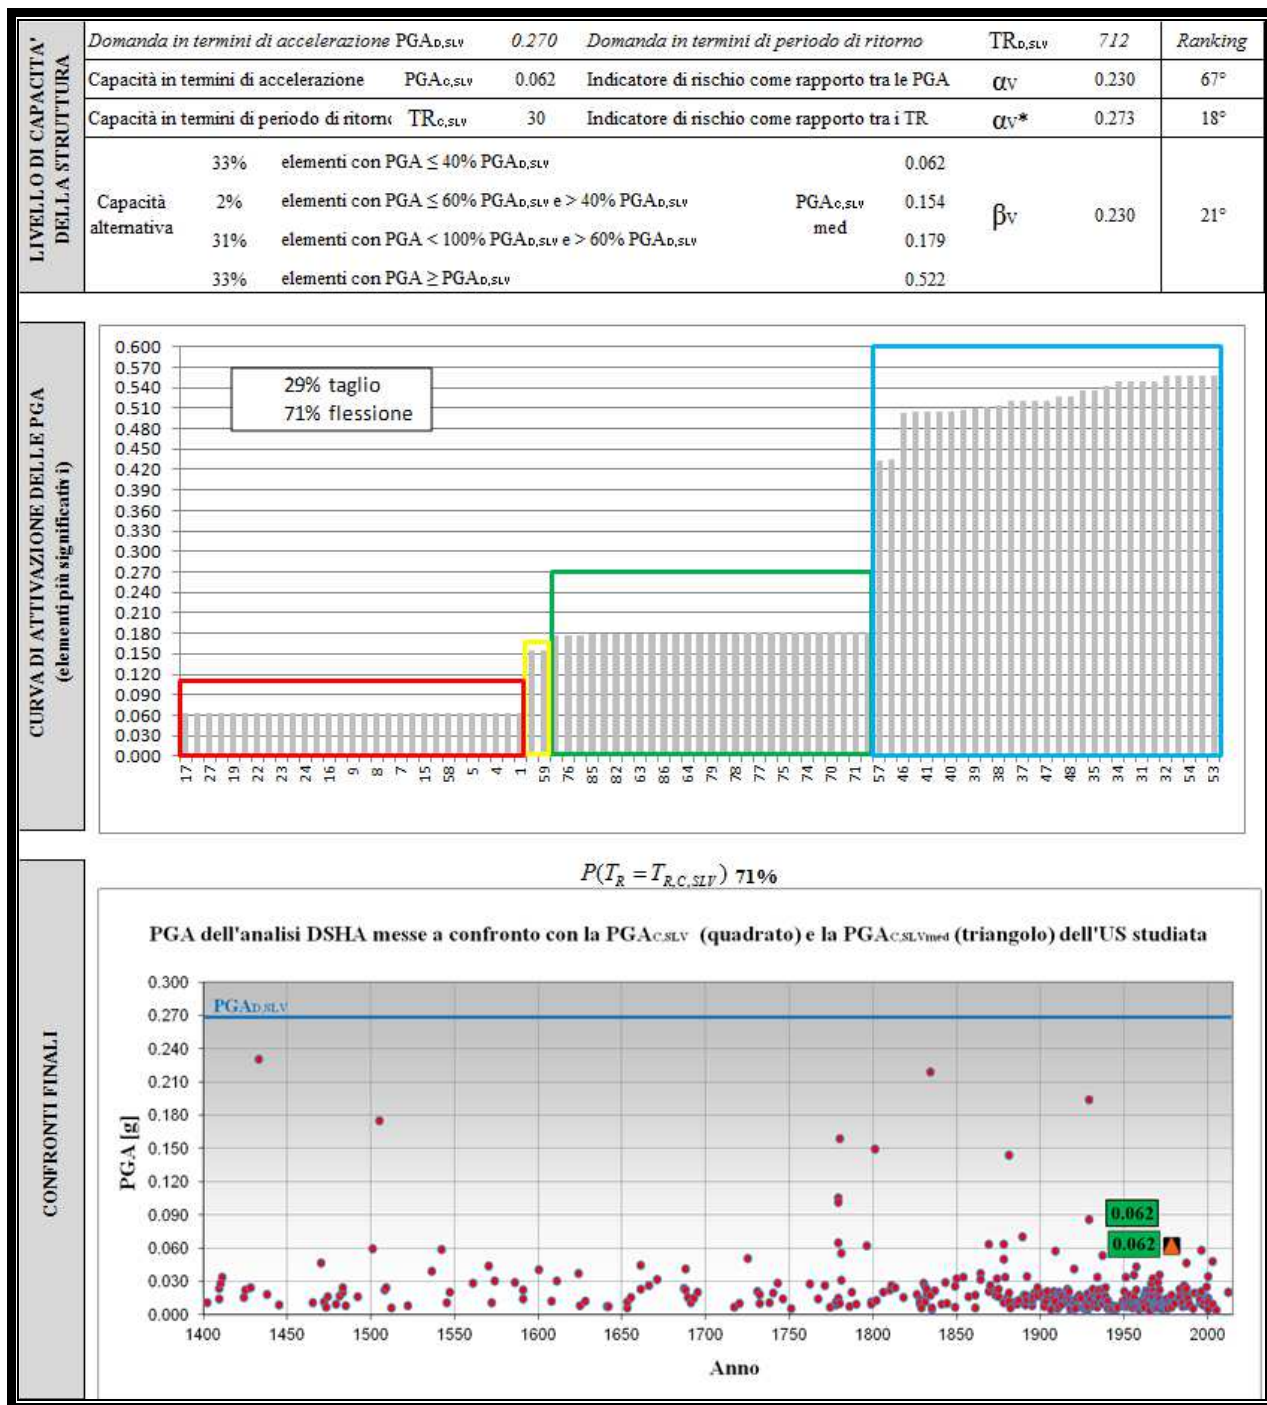 LIVELLO DI CAPACITA'
DELLA STRUTTURA
Domanda in termini di accelerazione PGAD,SLV 0.270 Domanda in termini di periodo di ritorno TRD,SLV 712 Ranking
Capacità in termini di accelerazione PGAC,SLV 0.062 Indicatore di rischio come rapporto tra le PGA αV 0.230 67°
Capacità in termini di periodo di ritorno TRC,SLV 30 Indicatore di rischio come rapporto tra i TR αV* 0.273 18°
Capacità
alternativa
33% elementi con PGA ≤ 40% PGAD,SLV 0.062
2% elementi con PGA ≤ 60% PGAD,SLV e > 40% PGAD,SLV 0.154
31% elementi con PGA < 100% PGAD,SLV e > 60% PGAD,SLV 0.179
33% elementi con PGA ≥ PGAD,SLV 0.522
PGAC,SLV
med
βV 0.230 21°
CURVA DI ATTIVAZIONE DELLE PGA
(elementi più significativi)
0.600
0.570
0.540
0.510
0.480
0.450
0.420
0.390
0.360
0.330
0.300
0.270
0.240
0.210
0.180
0.150
0.120
0.090
0.060
0.030
0.000
29% taglio
71% flessione
17 27 19 22 23 24 16 9 8 7 15 58 5 4 1 59 76 85 82 63 86 64 79 78 77 75 74 70 71 57 46 41 40 39 38 37 47 48 35 34 31 32 54 53
CONFRONTI FINALI
P(TR = TR,C,SLV) 71%
PGA dell'analisi DSHA messe a confronto con la PGAC,SLV (quadrato) e la PGAC,SLVmed (triangolo) dell'US studiata
PGA [g]
0.300
0.270
0.240
0.210
0.180
0.150
0.120
0.090
0.060
0.030
0.000
PGAD,SLV
0.062
0.062
1400 1450 1500 1550 1600 1650 1700 1750 1800 1850 1900 1950 2000
Anno